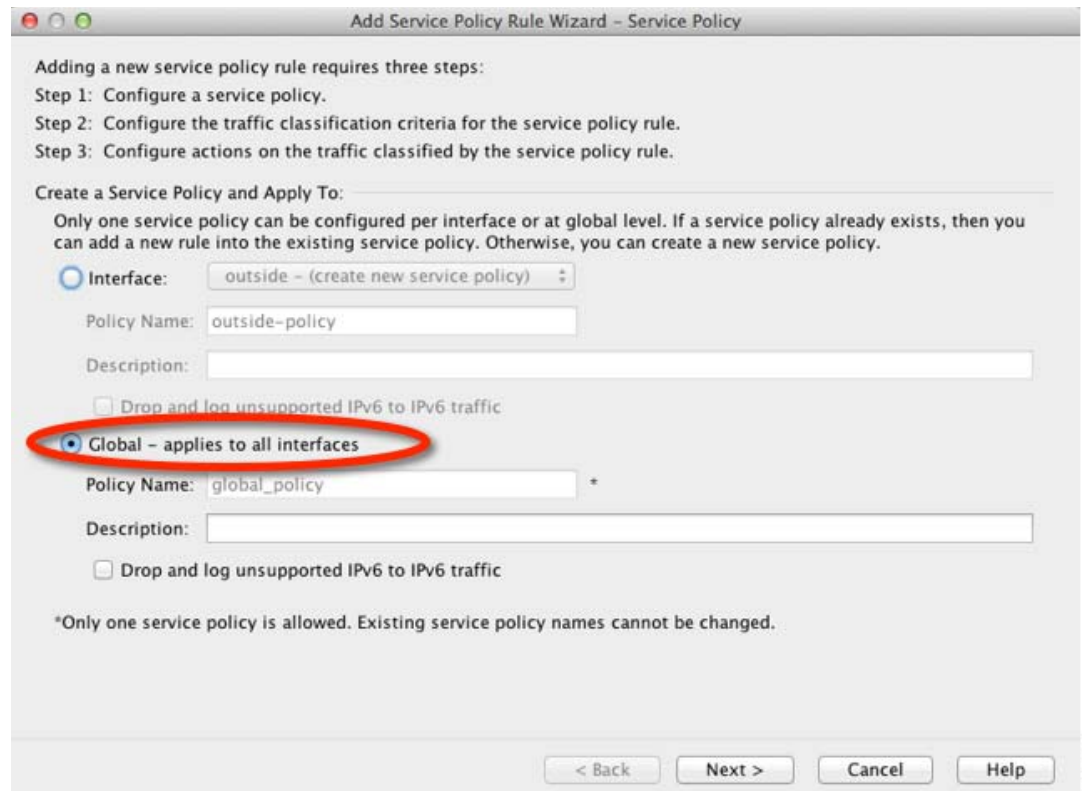 Add Service Policy Rule Wizard – Service Policy
Adding a new service policy rule requires three steps:
Step 1: Configure a service policy.
Step 2: Configure the traffic classification criteria for the service policy rule.
Step 3: Configure actions on the traffic classified by the service policy rule.
Create a Service Policy and Apply To:
Only one service policy can be configured per interface or at global level. If a service policy already exists, then you
can add a new rule into the existing service policy. Otherwise, you can create a new service policy.
Interface: outside – (create new service policy)
Policy Name: outside-policy
Description:
Drop and log unsupported IPv6 to IPv6 traffic
Global – applies to all interfaces
Policy Name: global_policy *
Description:
Drop and log unsupported IPv6 to IPv6 traffic
*Only one service policy is allowed. Existing service policy names cannot be changed.
< Back Next > Cancel Help